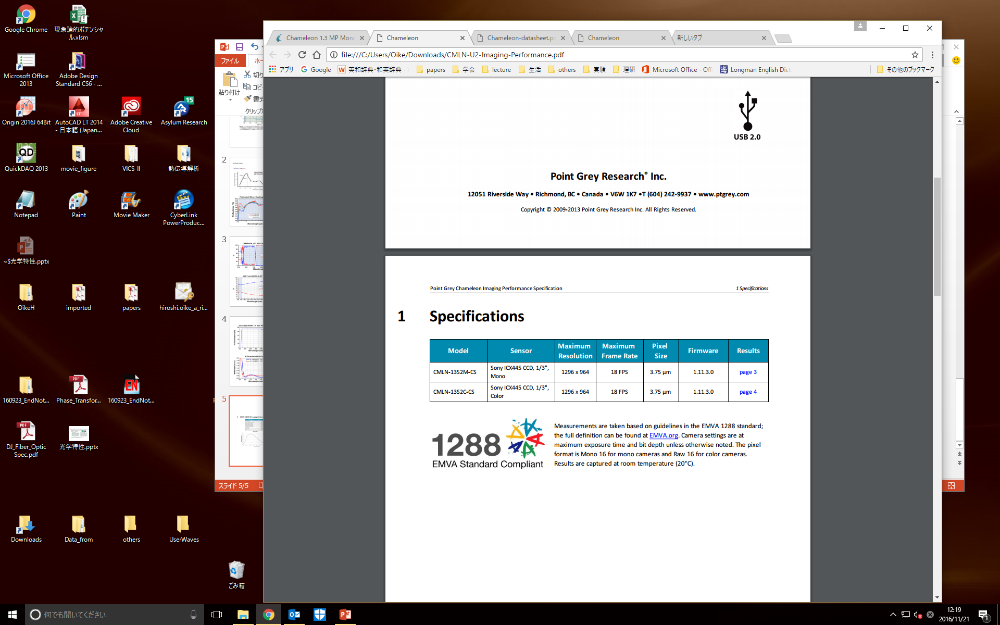 Google Chrome
現象論的ポテンシャル.xlsm
Microsoft Office 2013
Adobe Design Standard CS6 - ...
Origin 2016J 64Bit
AutoCAD LT 2014 - 日本語 (Japan...
Adobe Creative Cloud
Asylum Research
15
QD
QuickDAQ 2013
movie_figure
VICS-II
熱伝導解析
Notepad
Paint
Movie Maker
CyberLink PowerProduc...
~$光学特性.pptx
OikeH
imported
papers
hiroshi.oike_a_ri...
160923_EndNot...
Phase_Transfor...
160923_EndNot...
DJ_Fiber_Optic Spec.pdf
光学特性.pptx
Downloads
Data_from
others
UserWaves
ごみ箱
ファイル
貼り付け
2
3
4
5
スライド 5/5
Chameleon 1.3 MP Mono
Chameleon
Chameleon-datasheet.pd
Chameleon
新しいタブ
file:///C:/Users/Oike/Downloads/CMLN-U2-Imaging-Performance.pdf
アプリ
Google
英和辞典・和英辞典 -
papers
学会
lecture
生活
others
実験
理研
Microsoft Office - Offi
Longman English Dict
その他のブックマーク
USB 2.0
Point Grey Research® Inc.
12051 Riverside Way • Richmond, BC • Canada • V6W 1K7 •T (604) 242-9937 • www.ptgrey.com
Copyright © 2009-2013 Point Grey Research Inc. All Rights Reserved.
Point Grey Chameleon Imaging Performance Specification
1 Specifications
1 Specifications
Model Sensor Maximum Resolution Maximum Frame Rate Pixel Size Firmware Results
CMLN-13S2M-CS Sony ICX445 CCD, 1/3", Mono 1296 x 964 18 FPS 3.75 µm 1.11.3.0 page 3
CMLN-13S2C-CS Sony ICX445 CCD, 1/3", Color 1296 x 964 18 FPS 3.75 µm 1.11.3.0 page 4
1288
EMVA Standard Compliant
Measurements are taken based on guidelines in the EMVA 1288 standard;
the full definition can be found at EMVA.org. Camera settings are at
maximum exposure time and bit depth unless otherwise noted. The pixel
format is Mono 16 for mono cameras and Raw 16 for color cameras.
Results are captured at room temperature (20°C).
何でも聞いてください
12:19
2016/11/21